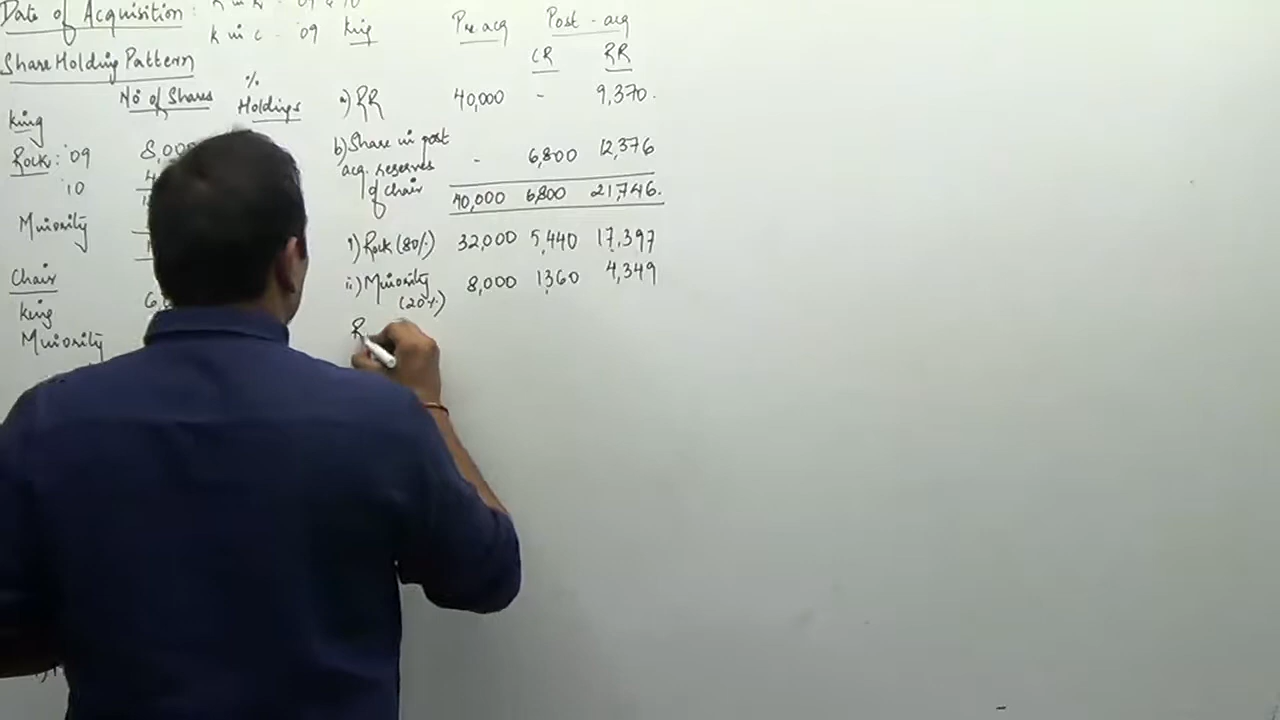 Date of Acquisition :
K in C - '09
Share Holding Pattern
No of Shares
%
Holdings
King
Rock : '09
8,000
'10
Minority
Chair
King
Minority
King
Pre acq
Post - acq
CR
RR
a) RR 40,000 - 9,370.
b) Share in post
acq. reserves
of chair
- 6,800 12,376
40,000 6,800 21,746.
i) Rock (80%) 32,000 5,440 17,397
ii) Minority 8,000 1360 4,349
(20%)
R